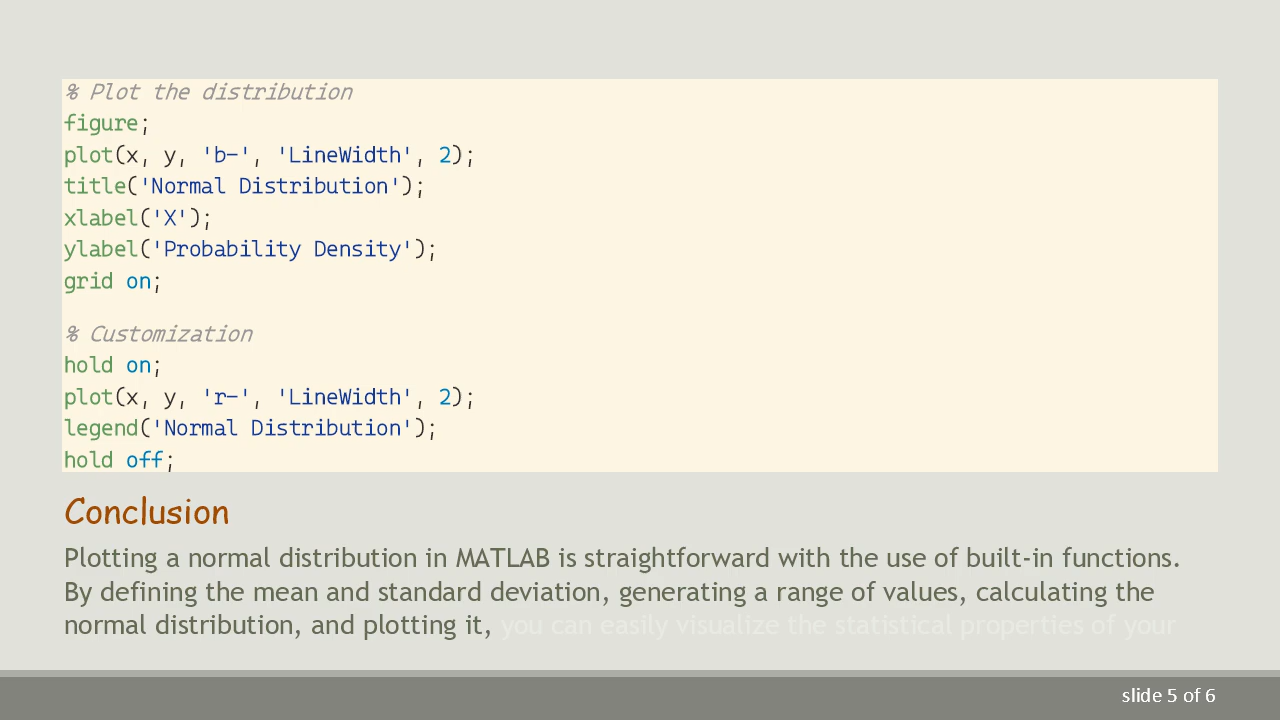 % Plot the distribution
figure;
plot(x, y, 'b-', 'LineWidth', 2);
title('Normal Distribution');
xlabel('X');
ylabel('Probability Density');
grid on;
% Customization
hold on;
plot(x, y, 'r-', 'LineWidth', 2);
legend('Normal Distribution');
hold off;
Conclusion
Plotting a normal distribution in MATLAB is straightforward with the use of built-in functions.
By defining the mean and standard deviation, generating a range of values, calculating the
normal distribution, and plotting it, you can easily visualize the statistical properties of your
slide 5 of 6